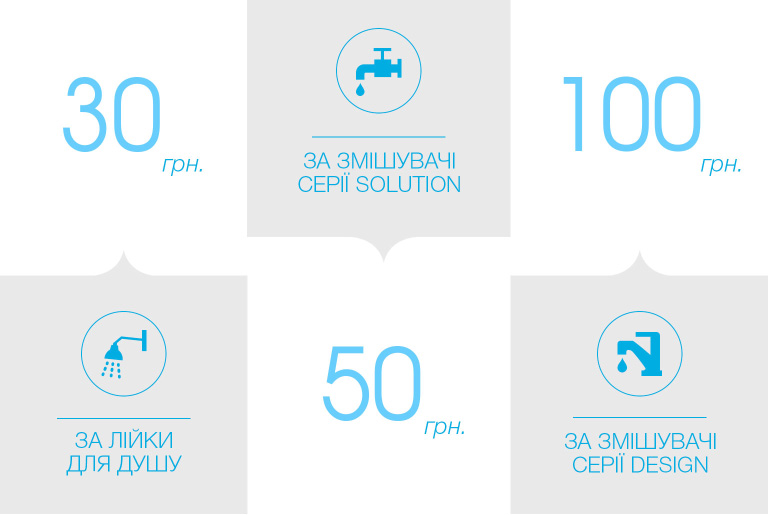 30
грн.
ЗА ЛІЙКИ
ДЛЯ ДУШУ
ЗА ЗМІШУВАЧІ
СЕРІЇ SOLUTION
50
грн.
100
грн.
ЗА ЗМІШУВАЧІ
СЕРІЇ DESIGN